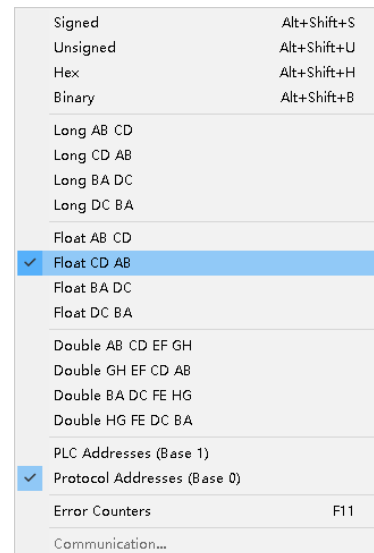 Signed Alt+Shift+S
Unsigned Alt+Shift+U
Hex Alt+Shift+H
Binary Alt+Shift+B
Long AB CD
Long CD AB
Long BA DC
Long DC BA
Float AB CD
Float CD AB
Float BA DC
Float DC BA
Double AB CD EF GH
Double GH EF CD AB
Double BA DC FE HG
Double HG FE DC BA
PLC Addresses (Base 1)
Protocol Addresses (Base 0)
Error Counters F11
Communication...